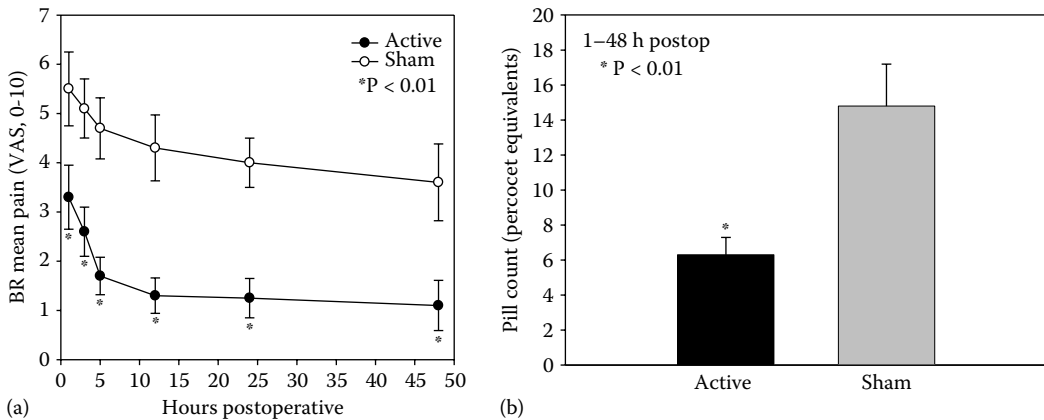 7
6
5
4
3
2
1
0
BR mean pain (VAS, 0-10)
Active
Sham
*P < 0.01
*
*
*
*
*
*
0 5 10 15 20 25 30 35 40 45 50
Hours postoperative
(a)
20
18
16
14
12
10
8
6
4
2
0
Pill count (percocet equivalents)
1–48 h postop
* P < 0.01
*
Active Sham
(b)